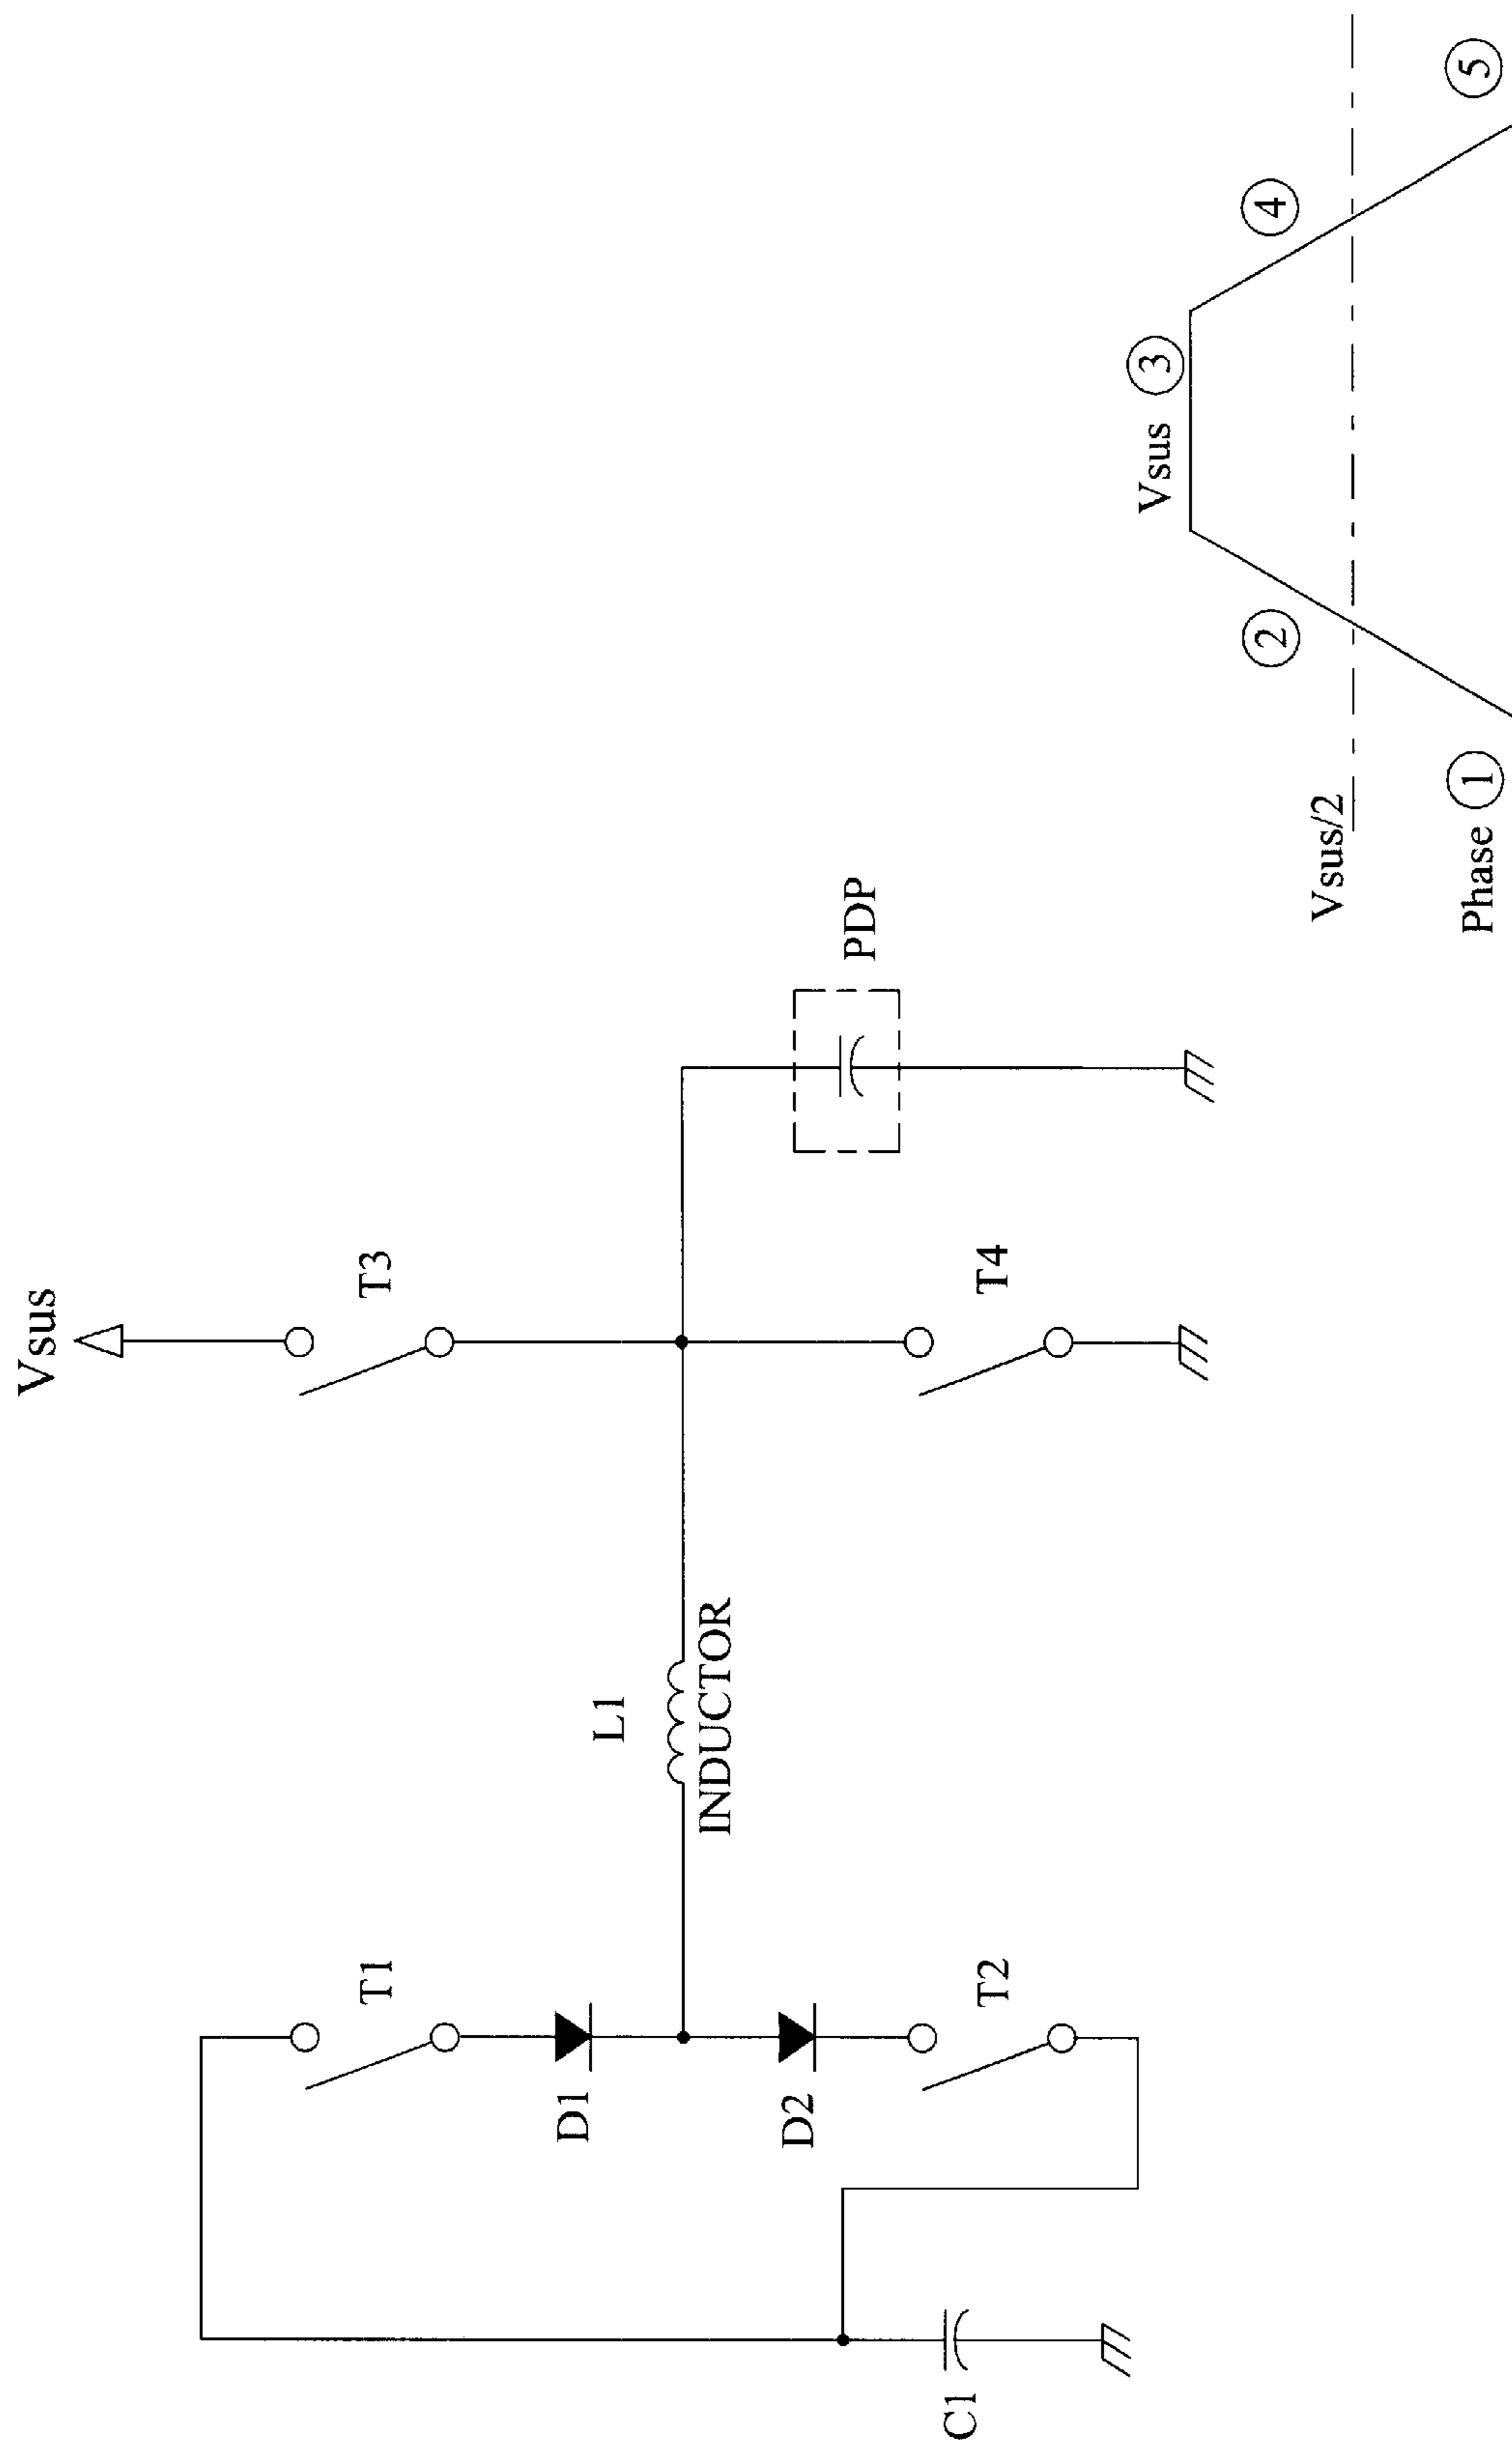 Vsus
T1
T3
D1
L1
INDUCTOR
D2
PDP
C1
T2
T4
Vsus ③
② ④
Vsus/2
Phase ① ⑤